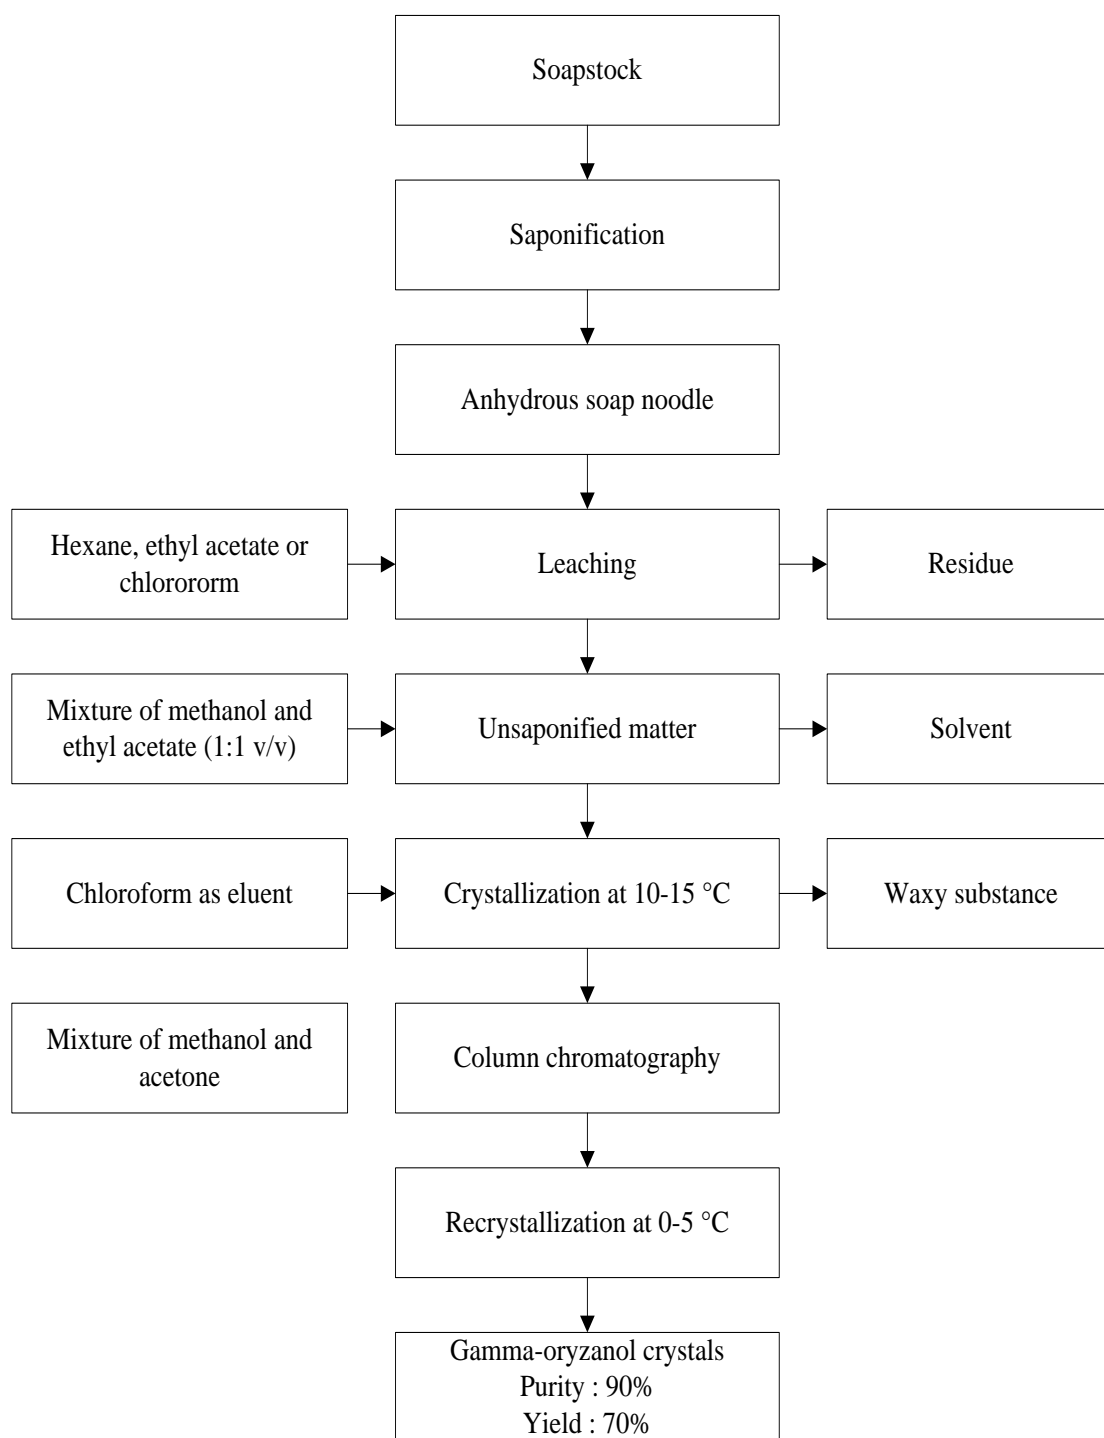 Soapstock
Saponification
Anhydrous soap noodle
Hexane, ethyl acetate or
chlorororm
Leaching
Residue
Mixture of methanol and
ethyl acetate (1:1 v/v)
Unsaponified matter
Solvent
Chloroform as eluent
Crystallization at 10-15 °C
Waxy substance
Mixture of methanol and
acetone
Column chromatography
Recrystallization at 0-5 °C
Gamma-oryzanol crystals
Purity : 90%
Yield : 70%